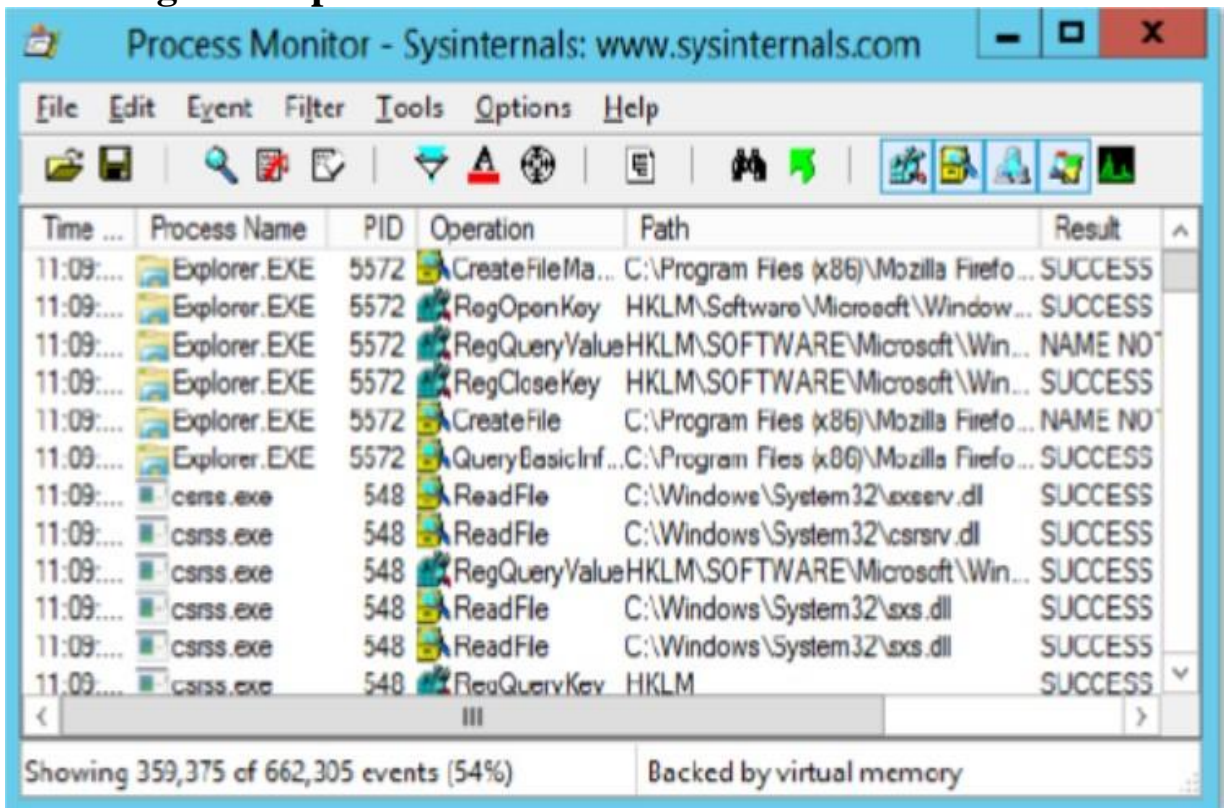 Process Monitor - Sysinternals: www.sysinternals.com
File Edit Event Filter Tools Options Help
Time ... Process Name PID Operation Path Result
11:09:... Explorer.EXE 5572 CreateFileMa... C:\Program Files (x86)\Mozilla Firefo... SUCCESS
11:09:... Explorer.EXE 5572 RegOpenKey HKLM\Software\Microsoft\Window... SUCCESS
11:09:... Explorer.EXE 5572 RegQueryValue HKLM\SOFTWARE\Microsoft\Win... NAME NOT
11:09:... Explorer.EXE 5572 RegCloseKey HKLM\SOFTWARE\Microsoft\Win... SUCCESS
11:09:... Explorer.EXE 5572 CreateFile C:\Program Files (x86)\Mozilla Firefo... NAME NOT
11:09:... Explorer.EXE 5572 QueryBasicInf... C:\Program Files (x86)\Mozilla Firefo... SUCCESS
11:09:... csrss.exe 548 ReadFile C:\Windows\System32\sxssrv.dll SUCCESS
11:09:... csrss.exe 548 ReadFile C:\Windows\System32\csrsrv.dll SUCCESS
11:09:... csrss.exe 548 RegQueryValue HKLM\SOFTWARE\Microsoft\Win... SUCCESS
11:09:... csrss.exe 548 ReadFile C:\Windows\System32\sxs.dll SUCCESS
11:09:... csrss.exe 548 ReadFile C:\Windows\System32\sxs.dll SUCCESS
11:09:... csrss.exe 548 RegQueryKey HKLM SUCCESS
Showing 359,375 of 662,305 events (54%) Backed by virtual memory